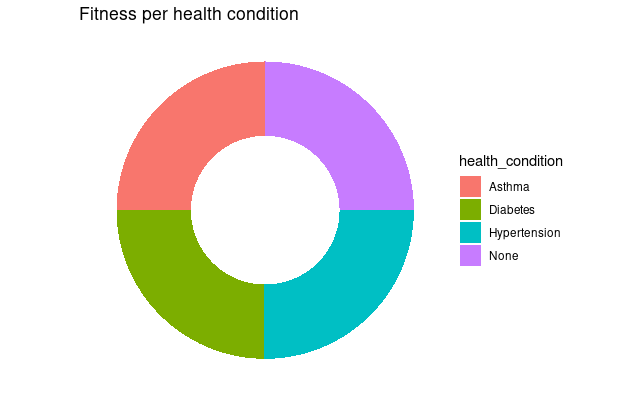 Fitness per health condition
health_condition
Asthma
Diabetes
Hypertension
None